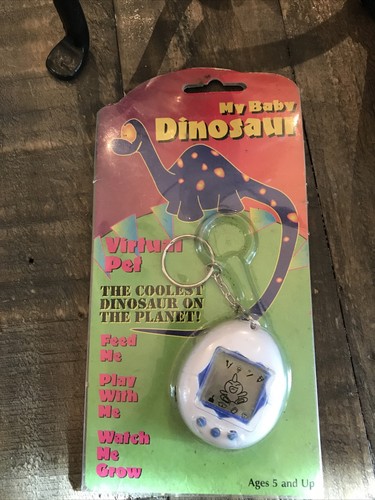 My Baby
Dinosaur
Virtual
Pet
THE COOLEST
DINOSAUR ON
THE PLANET!
Feed
Me
Play
With
Me
Watch
Me
Grow
Ages 5 and Up